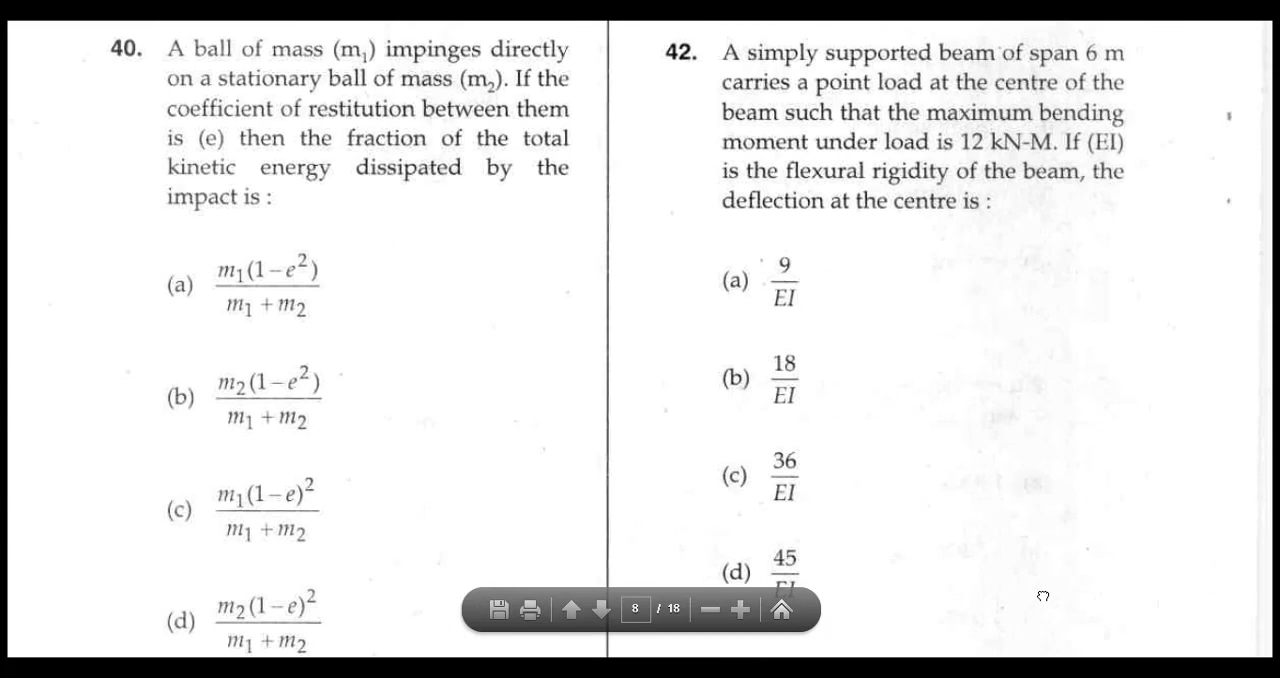 40. A ball of mass (m₁) impinges directly
on a stationary ball of mass (m₂). If the
coefficient of restitution between them
is (e) then the fraction of the total
kinetic energy dissipated by the
impact is :
(a) m₁(1−e²) / m₁+m₂
(b) m₂(1−e²) / m₁+m₂
(c) m₁(1−e)² / m₁+m₂
(d) m₂(1−e)² / m₁+m₂
42. A simply supported beam of span 6 m
carries a point load at the centre of the
beam such that the maximum bending
moment under load is 12 kN-M. If (EI)
is the flexural rigidity of the beam, the
deflection at the centre is :
(a) 9 / EI
(b) 18 / EI
(c) 36 / EI
(d) 45 / EI
8 / 18